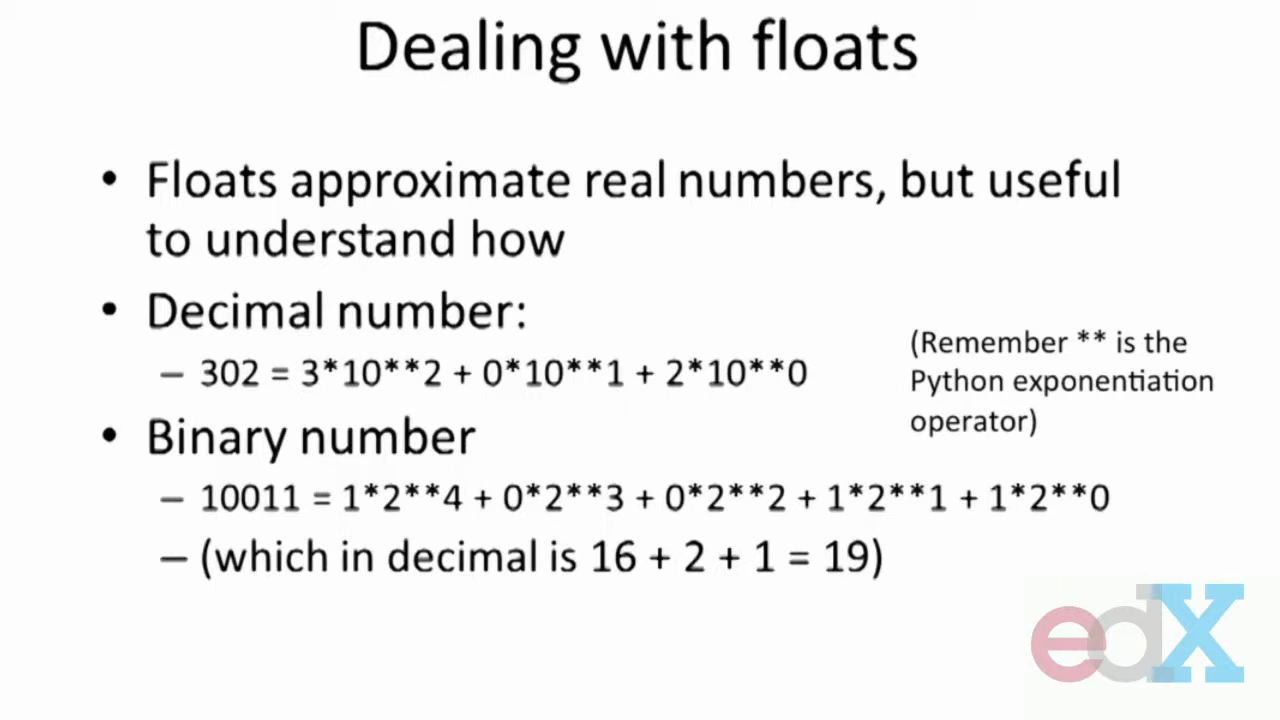 Dealing with floats
• Floats approximate real numbers, but useful
to understand how
• Decimal number:
– 302 = 3*10**2 + 0*10**1 + 2*10**0
(Remember ** is the
Python exponentiation
operator)
• Binary number
– 10011 = 1*2**4 + 0*2**3 + 0*2**2 + 1*2**1 + 1*2**0
– (which in decimal is 16 + 2 + 1 = 19)
edX